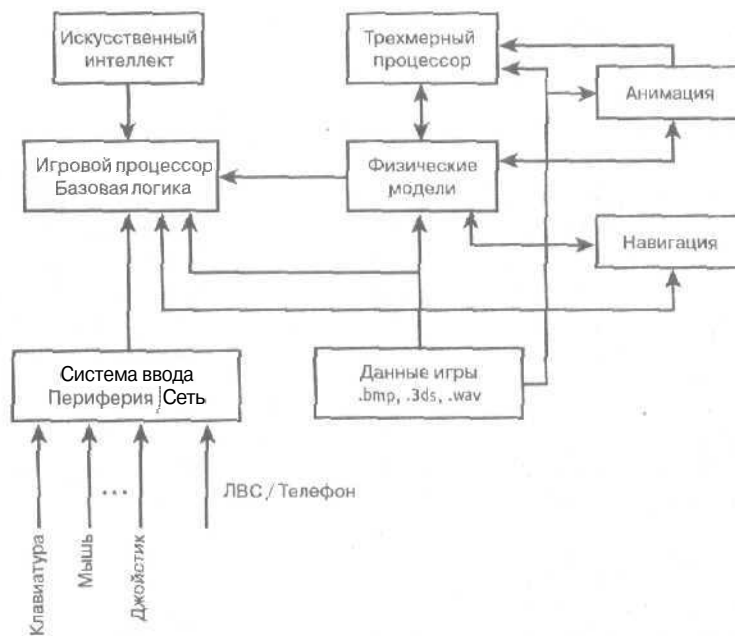 Искусственный
интеллект
Трехмерный
процессор
Анимация
Игровой процессор
Базовая логика
Физические
модели
Навигация
Система ввода
Периферия | Сеть
Данные игры
.bmp, .3ds, .wav
...
ЛВС / Телефон
Клавиатура
Мышь
Джойстик